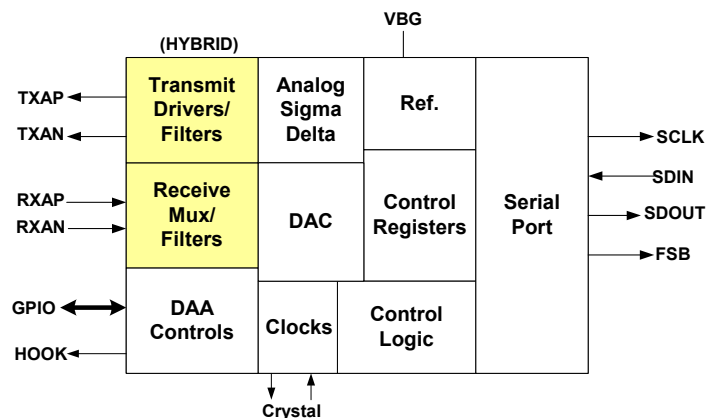 VBG
(HYBRID)
Transmit
Drivers/
Filters
Analog
Sigma
Delta
Ref.
TXAP
TXAN
SCLK
SDIN
SDOUT
FSB
Receive
Mux/
Filters
DAC
Control
Registers
Serial
Port
RXAP
RXAN
GPIO
HOOK
DAA
Controls
Clocks
Control
Logic
Crystal